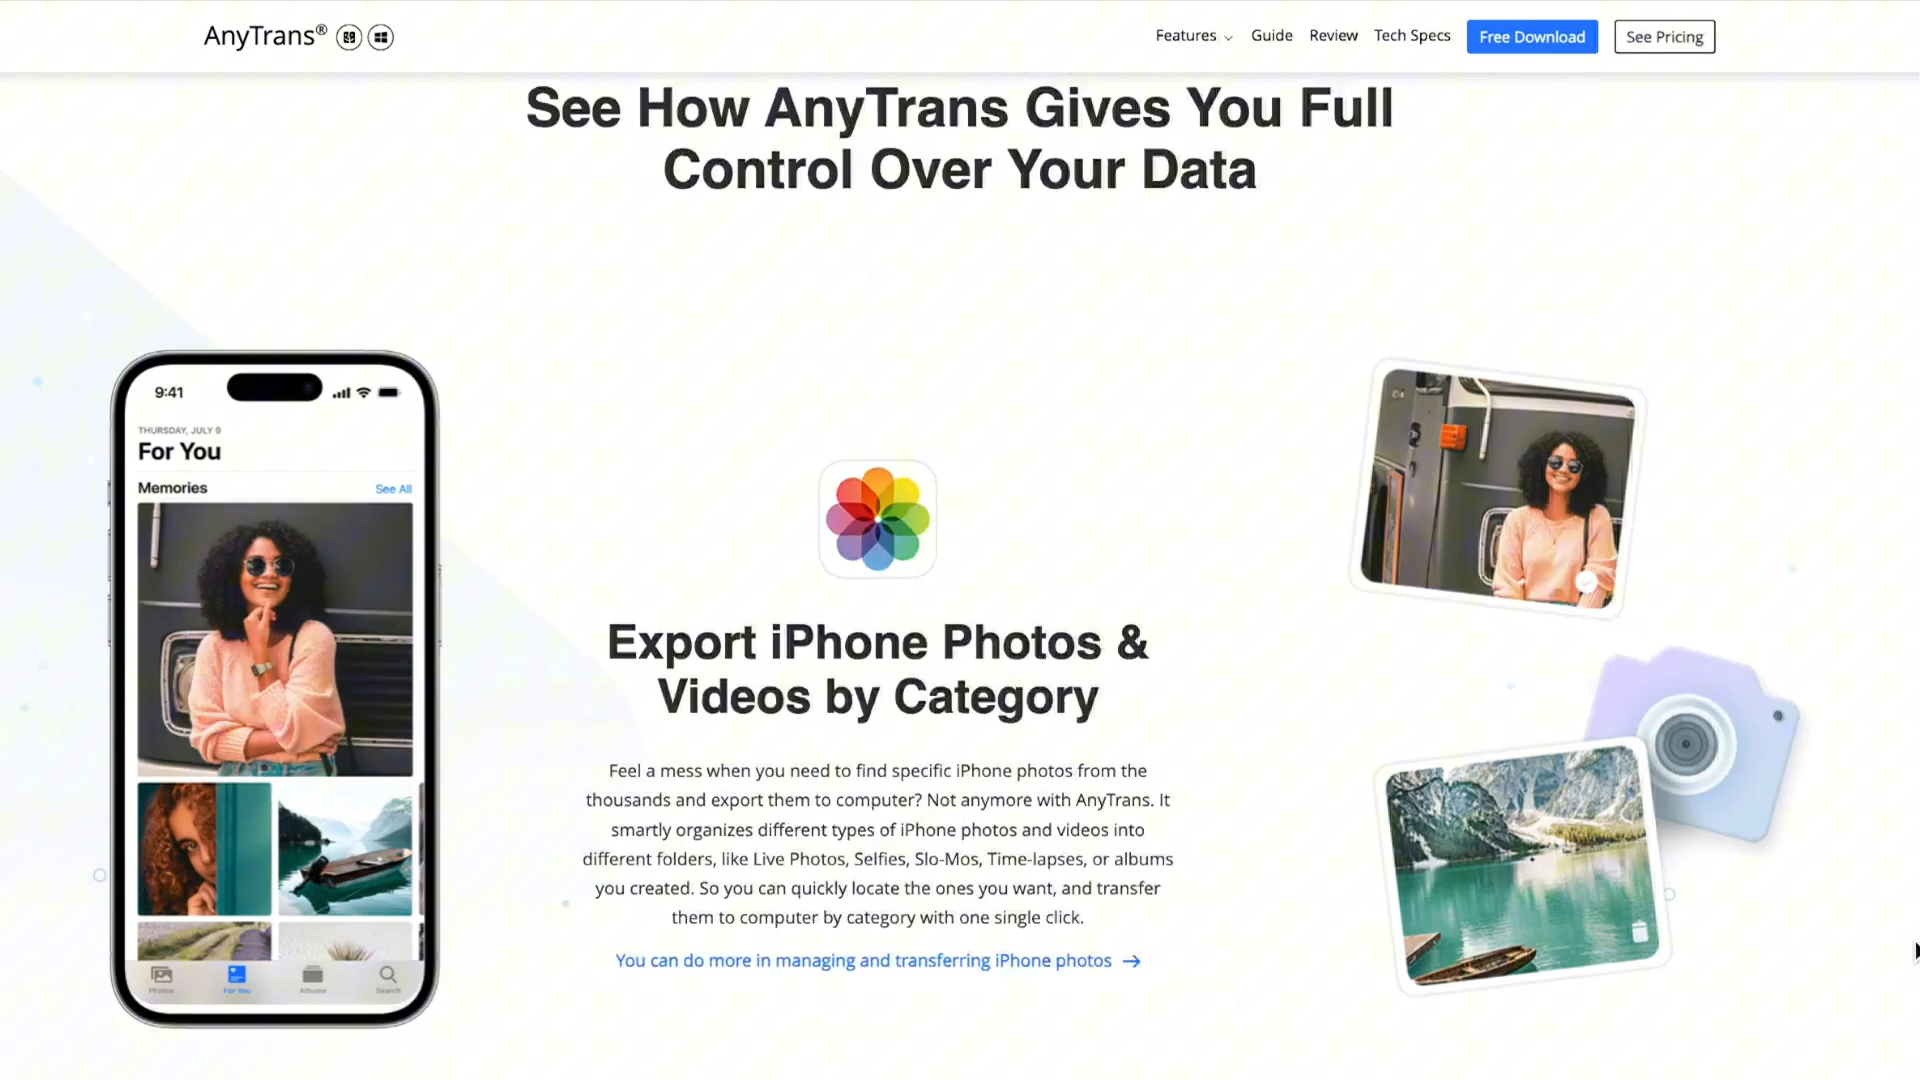 AnyTrans®
Features
Guide
Review
Tech Specs
Free Download
See Pricing
See How AnyTrans Gives You Full
Control Over Your Data
9:41
THURSDAY, JULY 9
For You
Memories
See All
Photos
For You
Albums
Search
Export iPhone Photos &
Videos by Category
Feel a mess when you need to find specific iPhone photos from the
thousands and export them to computer? Not anymore with AnyTrans. It
smartly organizes different types of iPhone photos and videos into
different folders, like Live Photos, Selfies, Slo-Mos, Time-lapses, or albums
you created. So you can quickly locate the ones you want, and transfer
them to computer by category with one single click.
You can do more in managing and transferring iPhone photos →